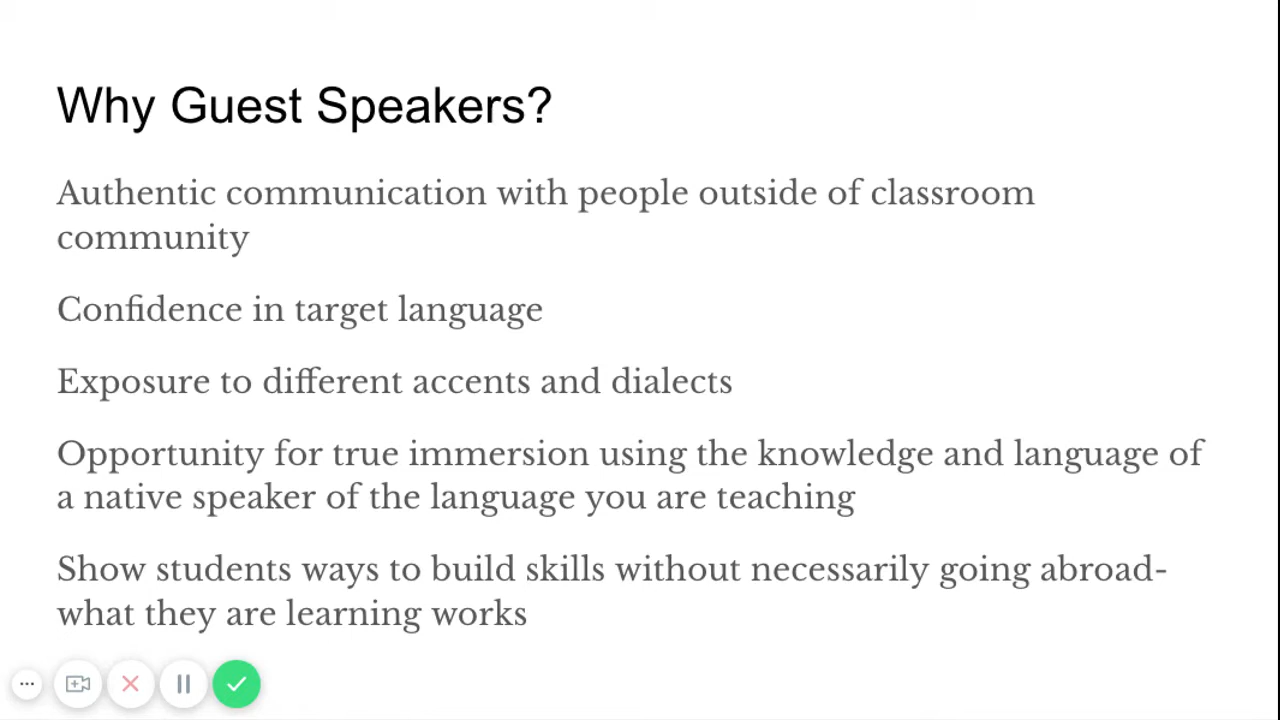 Why Guest Speakers?
Authentic communication with people outside of classroom
community
Confidence in target language
Exposure to different accents and dialects
Opportunity for true immersion using the knowledge and language of
a native speaker of the language you are teaching
Show students ways to build skills without necessarily going abroad-
what they are learning works